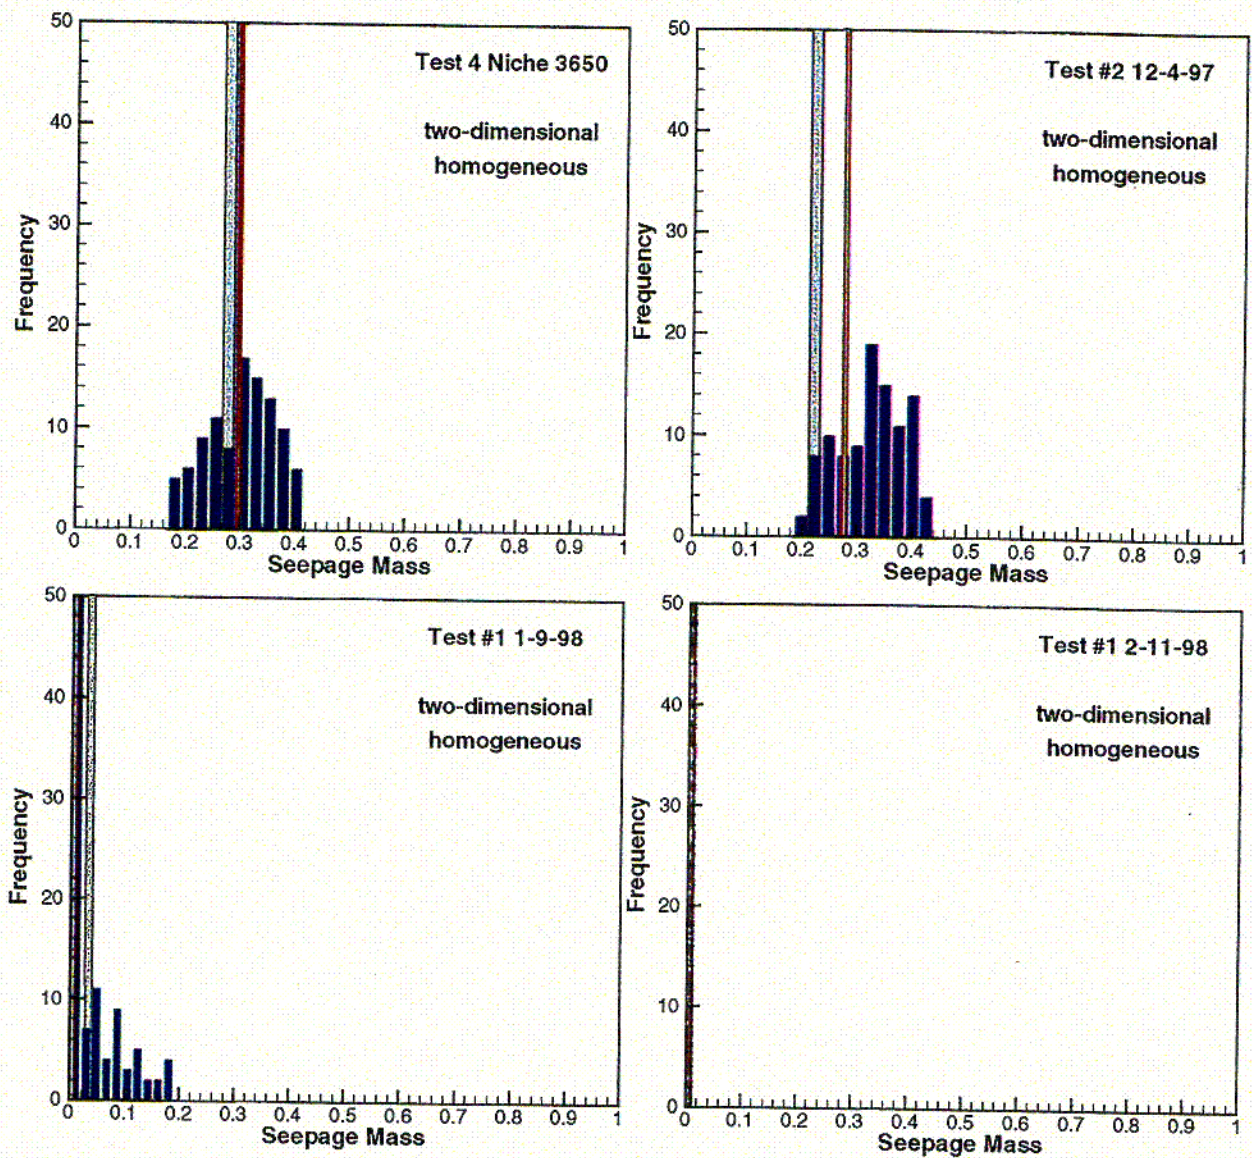 Test 4 Niche 3650
two-dimensional
homogeneous
50
40
30
20
10
0
Frequency
0 0.1 0.2 0.3 0.4 0.5 0.6 0.7 0.8 0.9 1
Seepage Mass
Test #2 12-4-97
two-dimensional
homogeneous
50
40
30
20
10
0
Frequency
0 0.1 0.2 0.3 0.4 0.5 0.6 0.7 0.8 0.9 1
Seepage Mass
Test #1 1-9-98
two-dimensional
homogeneous
50
40
30
20
10
0
Frequency
0 0.1 0.2 0.3 0.4 0.5 0.6 0.7 0.8 0.9 1
Seepage Mass
Test #1 2-11-98
two-dimensional
homogeneous
50
40
30
20
10
0
Frequency
0 0.1 0.2 0.3 0.4 0.5 0.6 0.7 0.8 0.9 1
Seepage Mass